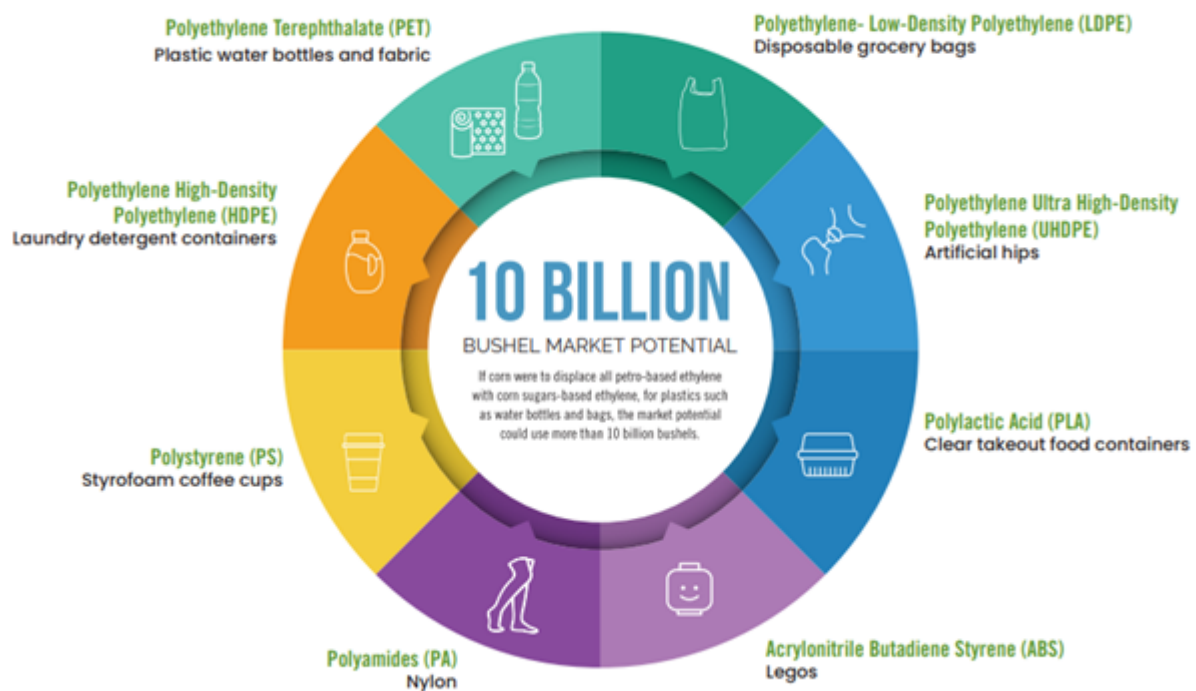 Polyethylene Terephthalate (PET)
Plastic water bottles and fabric
Polyethylene- Low-Density Polyethylene (LDPE)
Disposable grocery bags
Polyethylene High-Density
Polyethylene (HDPE)
Laundry detergent containers
Polyethylene Ultra High-Density
Polyethylene (UHDPE)
Artificial hips
10 BILLION
BUSHEL MARKET POTENTIAL
If corn were to displace all petro-based ethylene
with corn sugars-based ethylene, for plastics such
as water bottles and bags, the market potential
could use more than 10 billion bushels.
Polystyrene (PS)
Styrofoam coffee cups
Polylactic Acid (PLA)
Clear takeout food containers
Polyamides (PA)
Nylon
Acrylonitrile Butadiene Styrene (ABS)
Legos